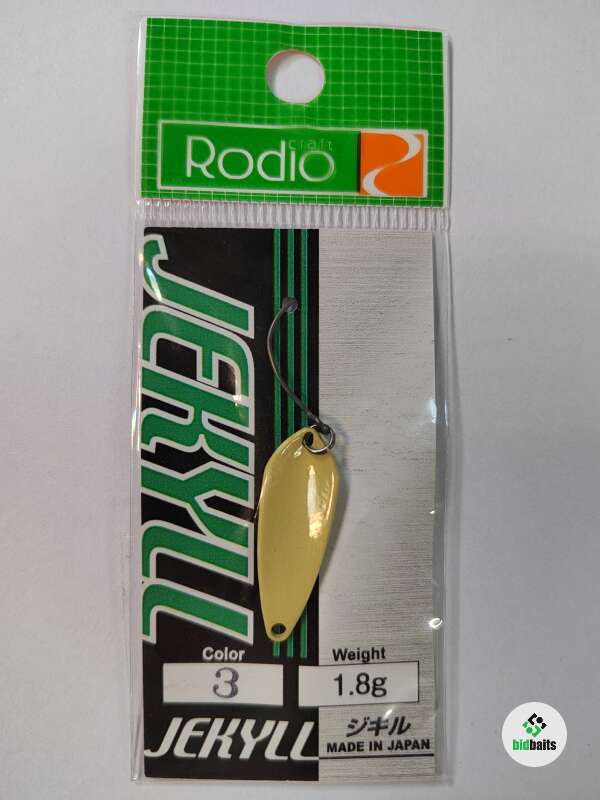 craft
Rodio
JEKYLL
Color
3
Weight
1.8g
JEKYLL
ジキル
MADE IN JAPAN
bidbaits